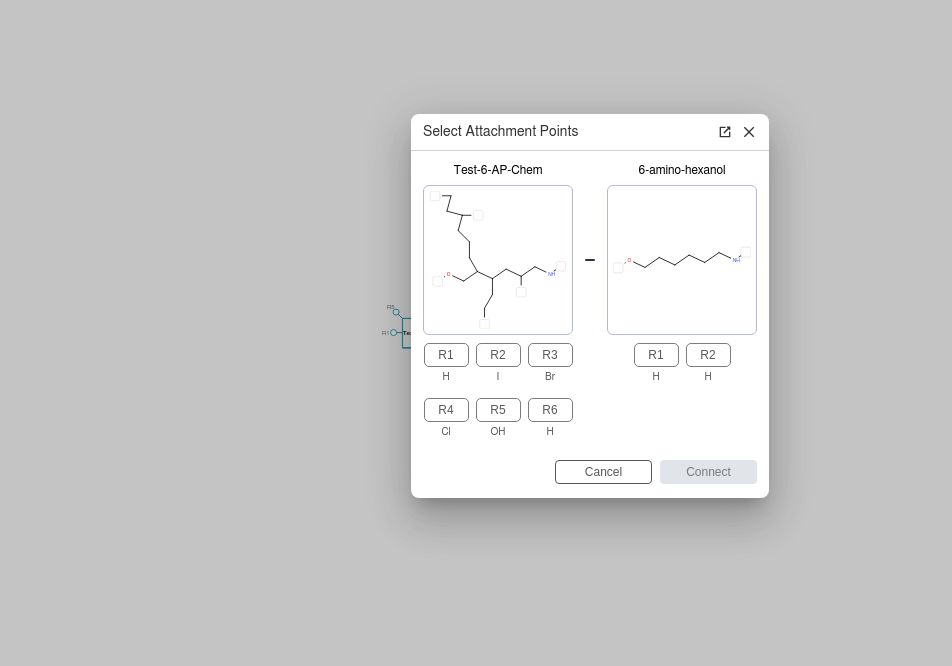 Select Attachment Points
Test-6-AP-Chem
6-amino-hexanol
O
NH
O
NH
R1 R2 R3
H I Br
R4 R5 R6
Cl OH H
R1 R2
H H
Cancel
Connect
R5
R1